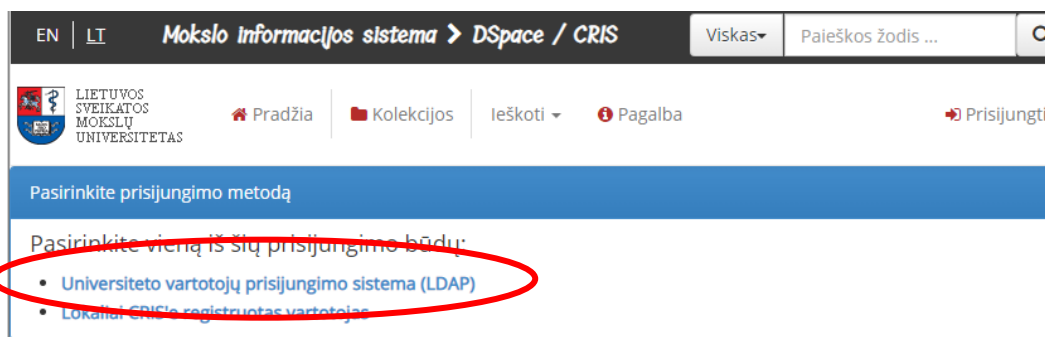 EN | LT Mokslo informacijos sistema > DSpace / CRIS Viskas Paieškos žodis ...
LIETUVOS
SVEIKATOS
MOKSLŲ
UNIVERSITETAS
Pradžia Kolekcijos Ieškoti Pagalba Prisijungti
Pasirinkite prisijungimo metodą
Pasirinkite vieną iš šių prisijungimo būdų:
• Universiteto vartotojų prisijungimo sistema (LDAP)
• Lokaliai CRIS'e registruotas vartotojas